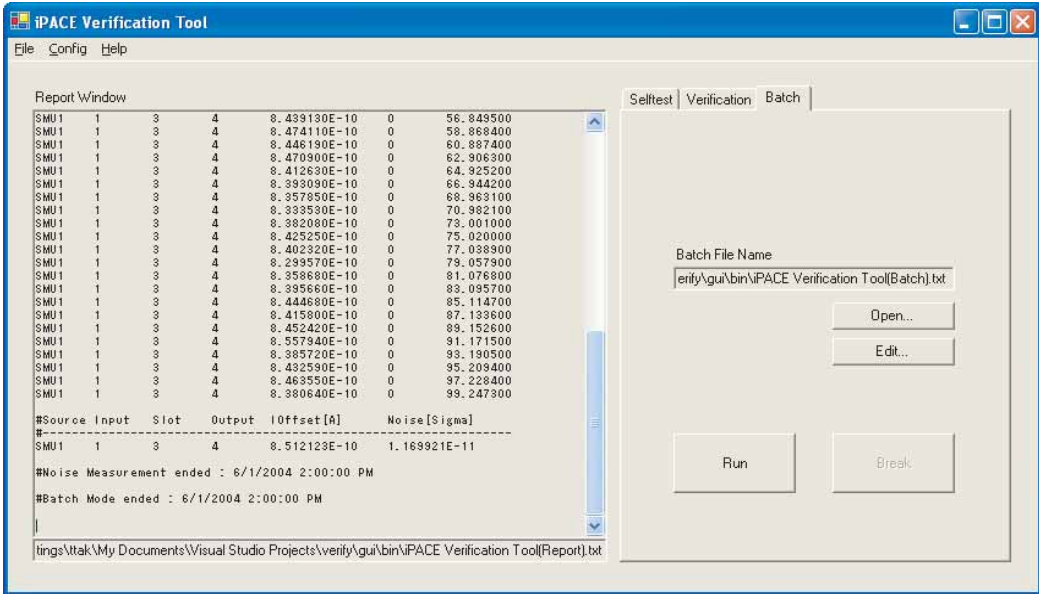 iPACE Verification Tool
File Config Help
Report Window
SMU1 1 3 4 8.439130E-10 0 56.849500
SMU1 1 3 4 8.474110E-10 0 58.868400
SMU1 1 3 4 8.446190E-10 0 60.887400
SMU1 1 3 4 8.470900E-10 0 62.906300
SMU1 1 3 4 8.412630E-10 0 64.925200
SMU1 1 3 4 8.393090E-10 0 66.944200
SMU1 1 3 4 8.357850E-10 0 68.963100
SMU1 1 3 4 8.333530E-10 0 70.982100
SMU1 1 3 4 8.382080E-10 0 73.001000
SMU1 1 3 4 8.425250E-10 0 75.020000
SMU1 1 3 4 8.402320E-10 0 77.038900
SMU1 1 3 4 8.299570E-10 0 79.057900
SMU1 1 3 4 8.358680E-10 0 81.076800
SMU1 1 3 4 8.395660E-10 0 83.095700
SMU1 1 3 4 8.444680E-10 0 85.114700
SMU1 1 3 4 8.415800E-10 0 87.133600
SMU1 1 3 4 8.452420E-10 0 89.152600
SMU1 1 3 4 8.557940E-10 0 91.171500
SMU1 1 3 4 8.385720E-10 0 93.190500
SMU1 1 3 4 8.432590E-10 0 95.209400
SMU1 1 3 4 8.463550E-10 0 97.228400
SMU1 1 3 4 8.380640E-10 0 99.247300
#Source Input Slot Output IOffset[A] Noise[Sigma]
#-----------------------------------------------------------------
SMU1 1 3 4 8.512123E-10 1.169921E-11
#Noise Measurement ended : 6/1/2004 2:00:00 PM
#Batch Mode ended : 6/1/2004 2:00:00 PM
tings\ttak\My Documents\Visual Studio Projects\verify\gui\bin\iPACE Verification Tool(Report).txt
Selftest Verification Batch
Batch File Name
erify\gui\bin\iPACE Verification Tool(Batch).txt
Open...
Edit...
Run Break